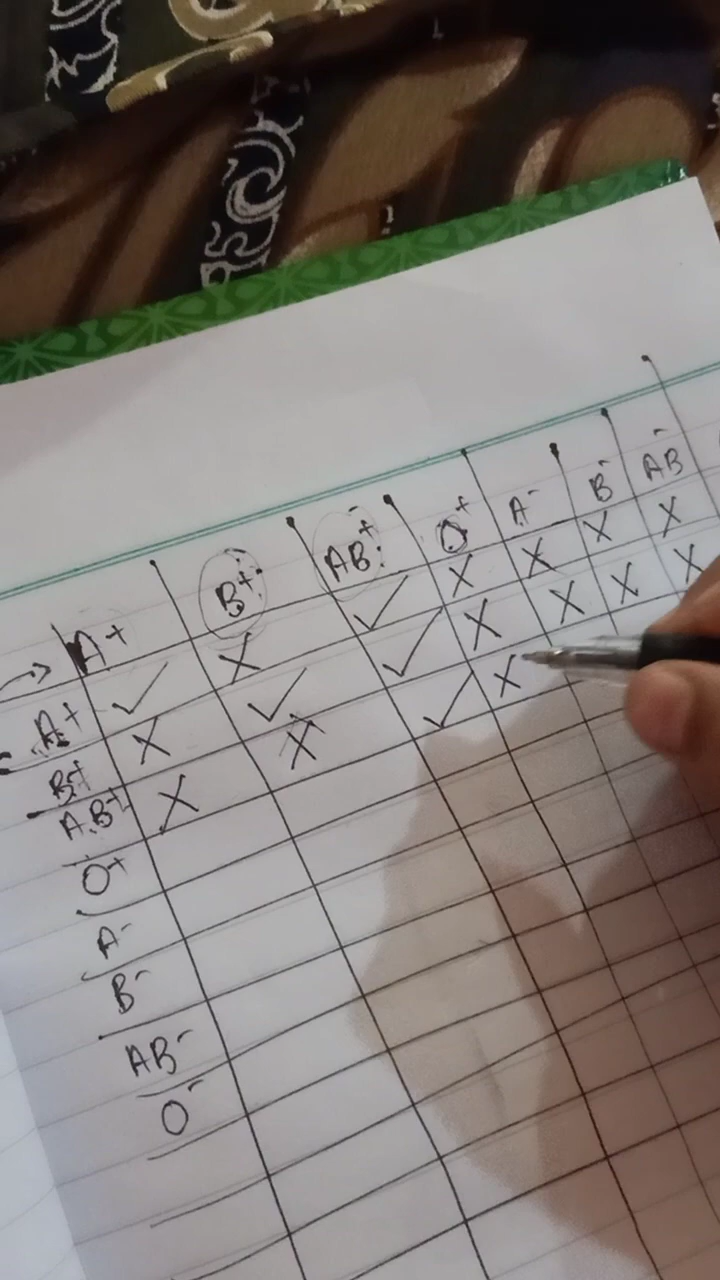 A+ B+ AB+ O+ A- B- AB-
A+ ✓ X ✓ X X X X
B+ X ✓ ✓ X X X X
AB+ X X ✓ X
O+
A-
B-
AB-
O-